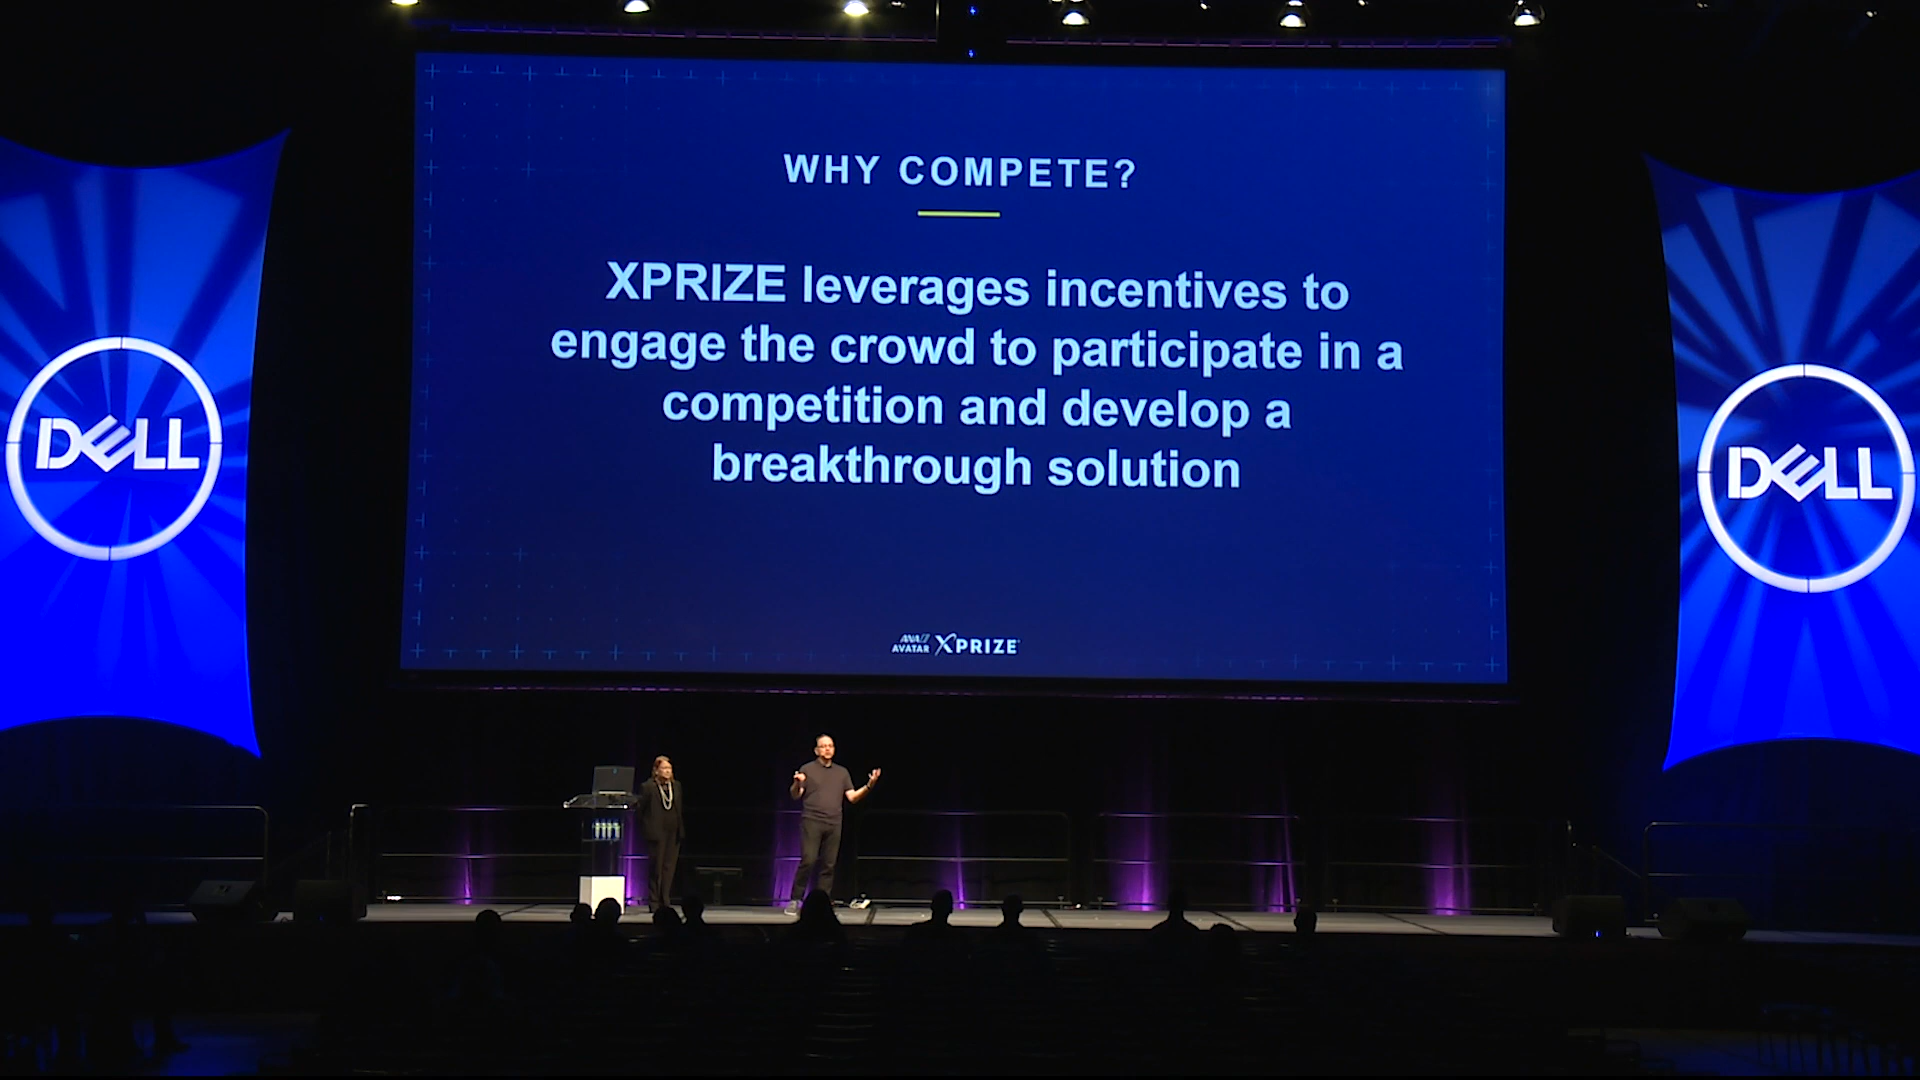 WHY COMPETE?
XPRIZE leverages incentives to
engage the crowd to participate in a
competition and develop a
breakthrough solution
ANA
AVATAR XPRIZE
DELL
DELL